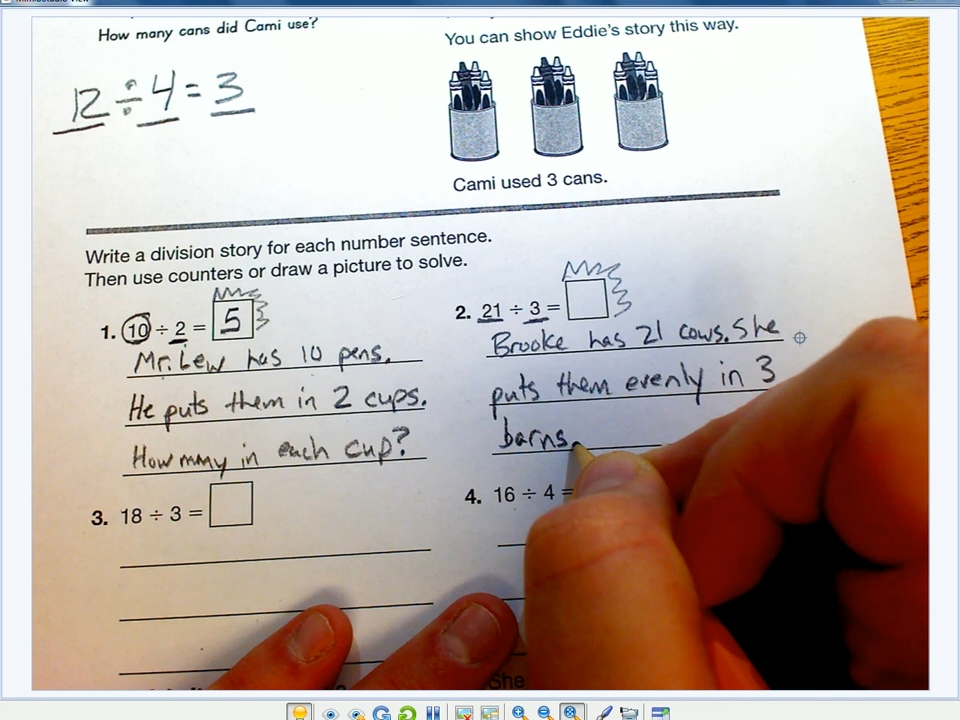 How many cans did Cami use?
You can show Eddie's story this way.
12 ÷ 4 = 3
Cami used 3 cans.
Write a division story for each number sentence.
Then use counters or draw a picture to solve.
1. 10 ÷ 2 = 5
Mr. Lew has 10 pens.
He puts them in 2 cups.
How many in each cup?
2. 21 ÷ 3 =
Brooke has 21 cows. She
puts them evenly in 3
barns.
3. 18 ÷ 3 =
4. 16 ÷ 4 =
She